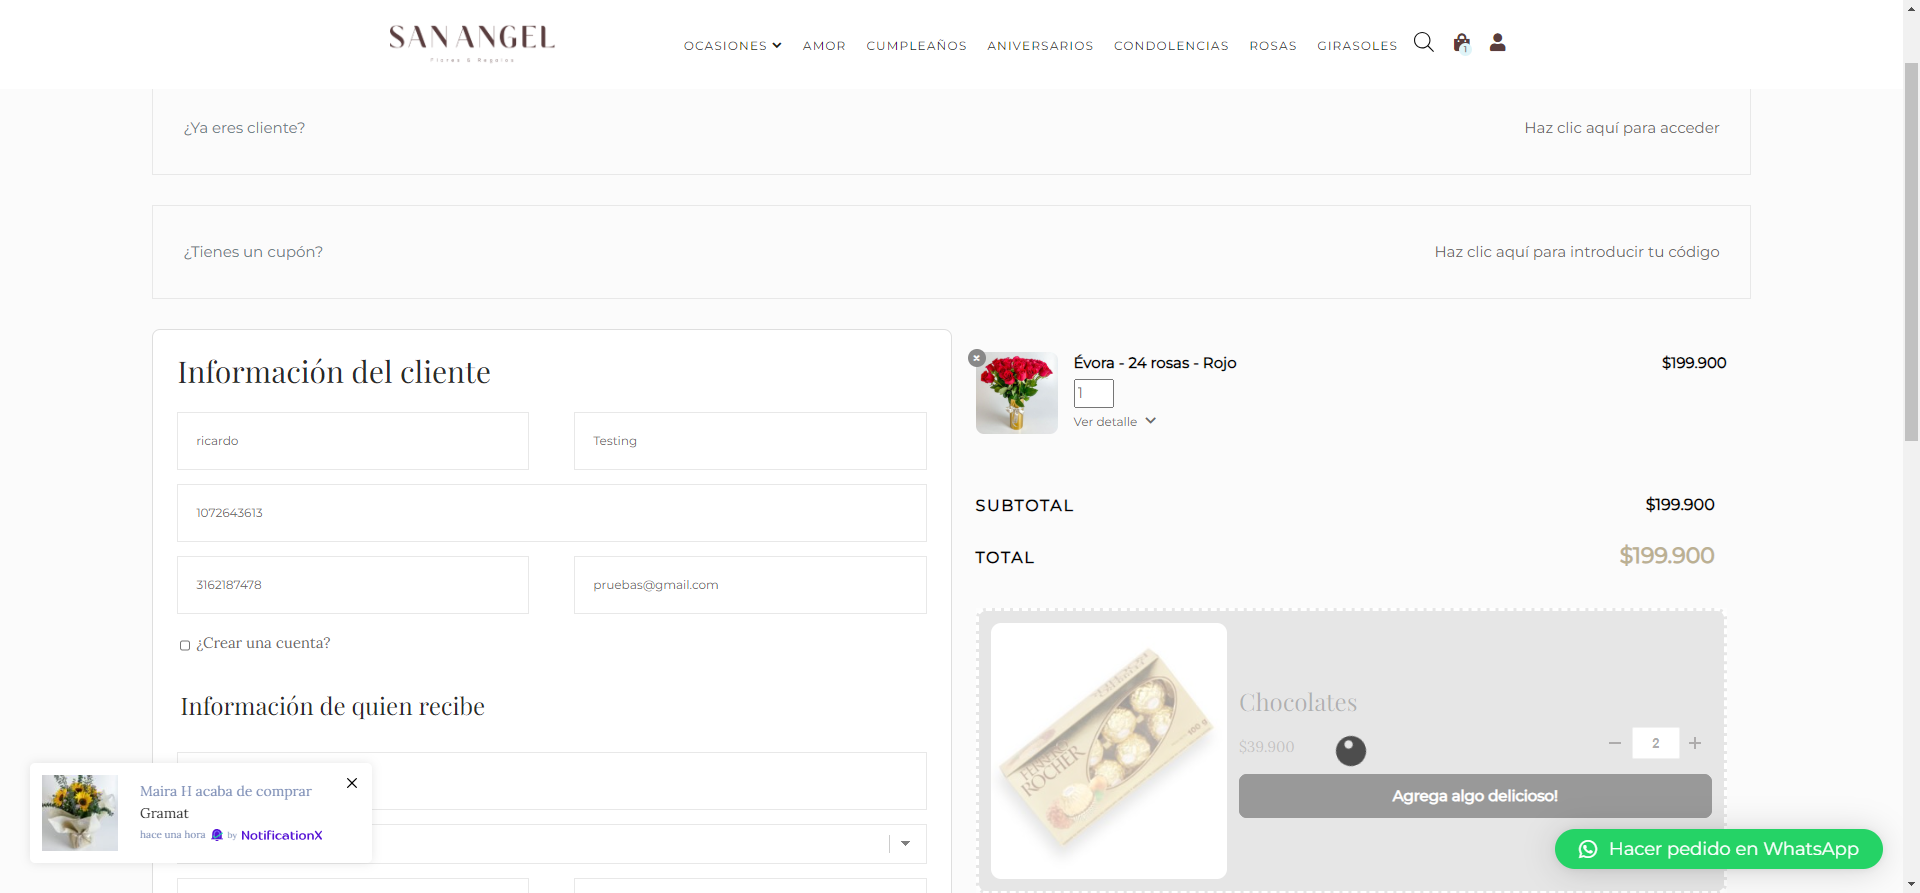 SAN ANGEL
Flores & Regalos
OCASIONES
AMOR
CUMPLEAÑOS
ANIVERSARIOS
CONDOLENCIAS
ROSAS
GIRASOLES
1
¿Ya eres cliente?
Haz clic aquí para acceder
¿Tienes un cupón?
Haz clic aquí para introducir tu código
Información del cliente
ricardo
Testing
1072643613
3162187478
pruebas@gmail.com
¿Crear una cuenta?
Información de quien recibe
Évora - 24 rosas - Rojo
$199.900
1
Ver detalle
SUBTOTAL
$199.900
TOTAL
$199.900
FERRERO
ROCHER
100 g
Chocolates
$39.900
2
Agrega algo delicioso!
Maira H acaba de comprar
Gramat
hace una hora by NotificationX
Hacer pedido en WhatsApp